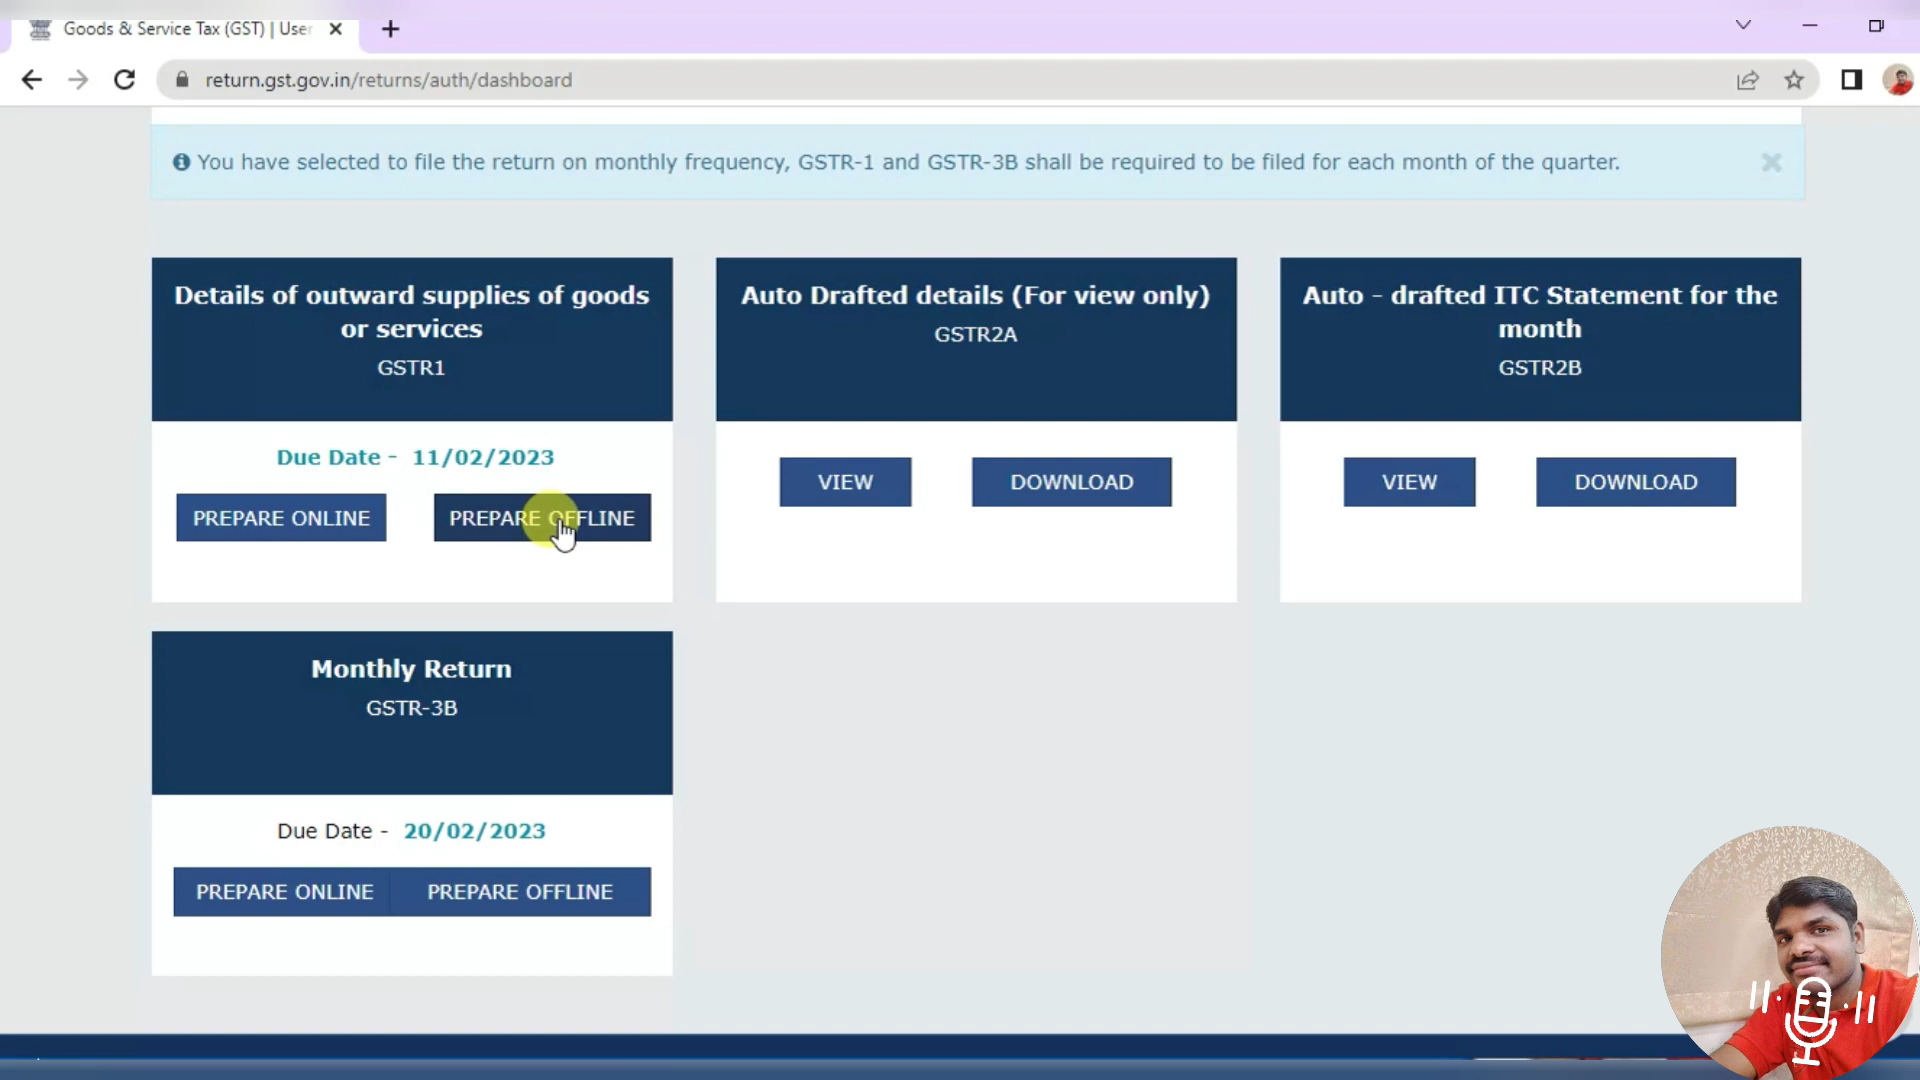 Goods & Service Tax (GST) | User
return.gst.gov.in/returns/auth/dashboard
You have selected to file the return on monthly frequency, GSTR-1 and GSTR-3B shall be required to be filed for each month of the quarter.
Details of outward supplies of goods
or services
GSTR1
Due Date - 11/02/2023
PREPARE ONLINE
PREPARE OFFLINE
Auto Drafted details (For view only)
GSTR2A
VIEW
DOWNLOAD
Auto - drafted ITC Statement for the
month
GSTR2B
VIEW
DOWNLOAD
Monthly Return
GSTR-3B
Due Date - 20/02/2023
PREPARE ONLINE
PREPARE OFFLINE